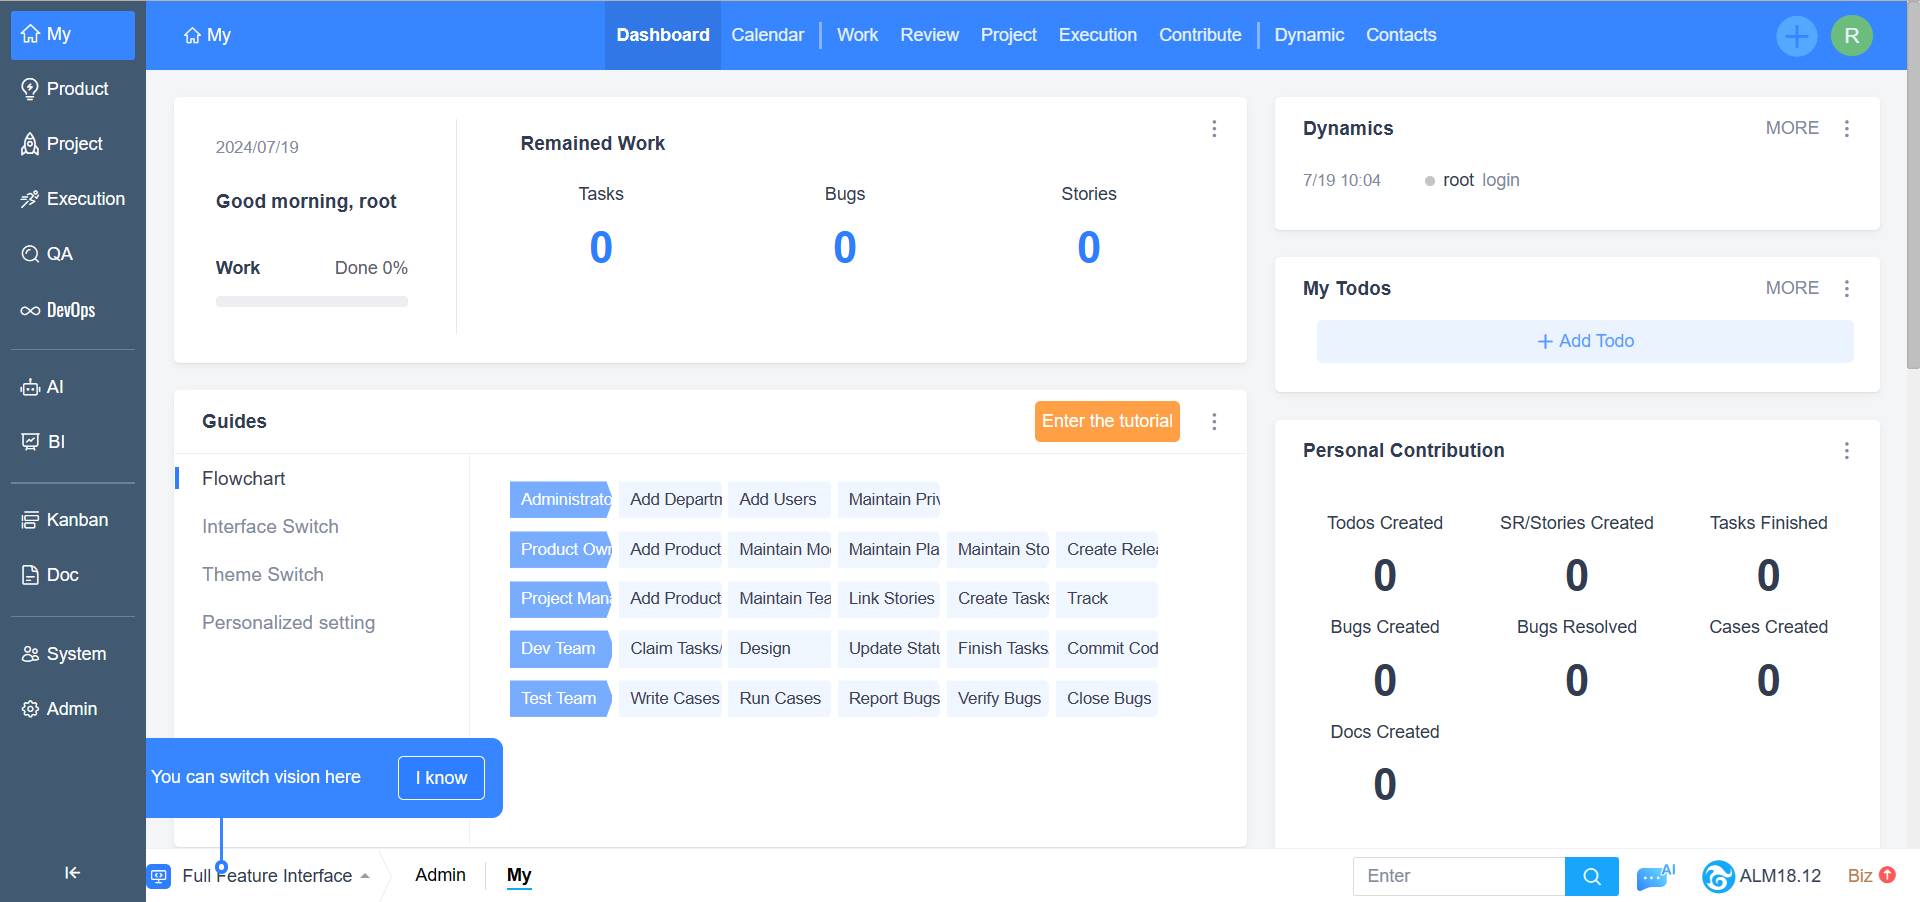 My
Product
Project
Execution
QA
DevOps
AI
BI
Kanban
Doc
System
Admin
My
Dashboard Calendar Work Review Project Execution Contribute Dynamic Contacts
R
2024/07/19
Good morning, root
Work Done 0%
Remained Work
Tasks Bugs Stories
0 0 0
Guides
Enter the tutorial
Flowchart
Interface Switch
Theme Switch
Personalized setting
Administrato Add Departm Add Users Maintain Priv
Product Own Add Product Maintain Mo Maintain Pla Maintain Sto Create Relea
Project Mana Add Product Maintain Tea Link Stories Create Tasks Track
Dev Team Claim Tasks/ Design Update Statu Finish Tasks Commit Cod
Test Team Write Cases Run Cases Report Bugs Verify Bugs Close Bugs
Dynamics MORE
7/19 10:04 root login
My Todos MORE
+ Add Todo
Personal Contribution
Todos Created SR/Stories Created Tasks Finished
0 0 0
Bugs Created Bugs Resolved Cases Created
0 0 0
Docs Created
0
You can switch vision here I know
Full Feature Interface Admin My
Enter
AI
ALM18.12
Biz